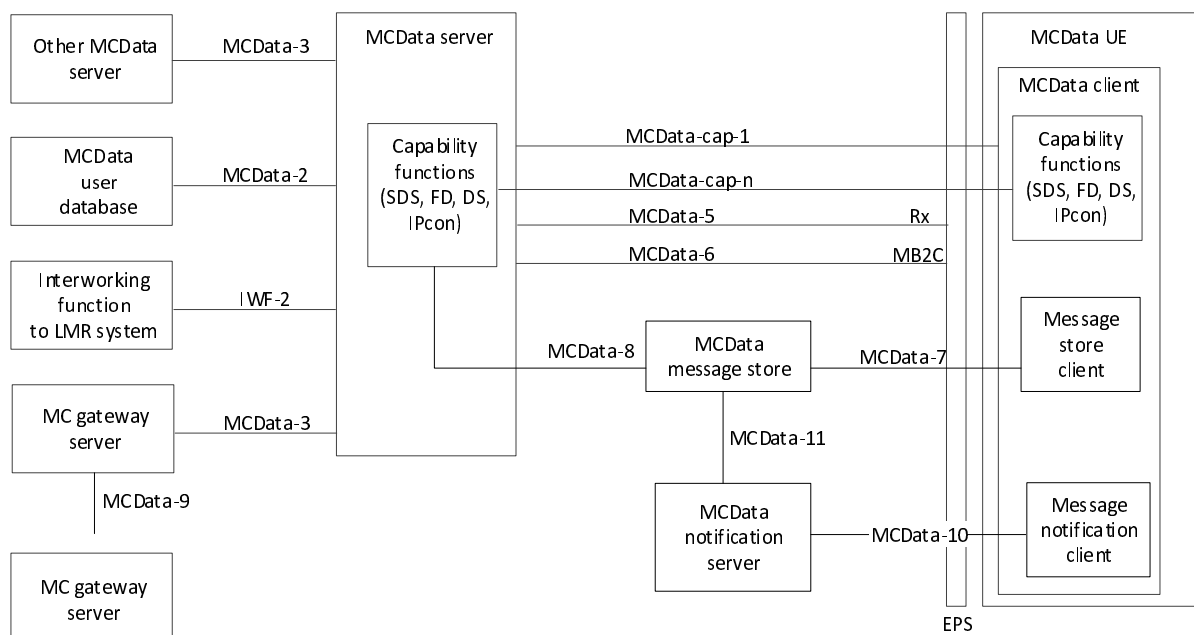 Other MCData
server
MCData-3
MCData server
MCData UE
MCData client
MCData
user
database
MCData-2
Capability
functions
(SDS, FD, DS,
IPcon)
MCData-cap-1
MCData-cap-n
MCData-5
Rx
MCData-6
MB2C
Capability
functions
(SDS, FD, DS,
IPcon)
Interworking
function
to LMR system
IWF-2
MCData-8
MCData
message store
MCData-7
Message
store
client
MC gateway
server
MCData-3
MCData-9
MCData-11
MCData
notification
server
MCData-10
Message
notification
client
MC gateway
server
EPS